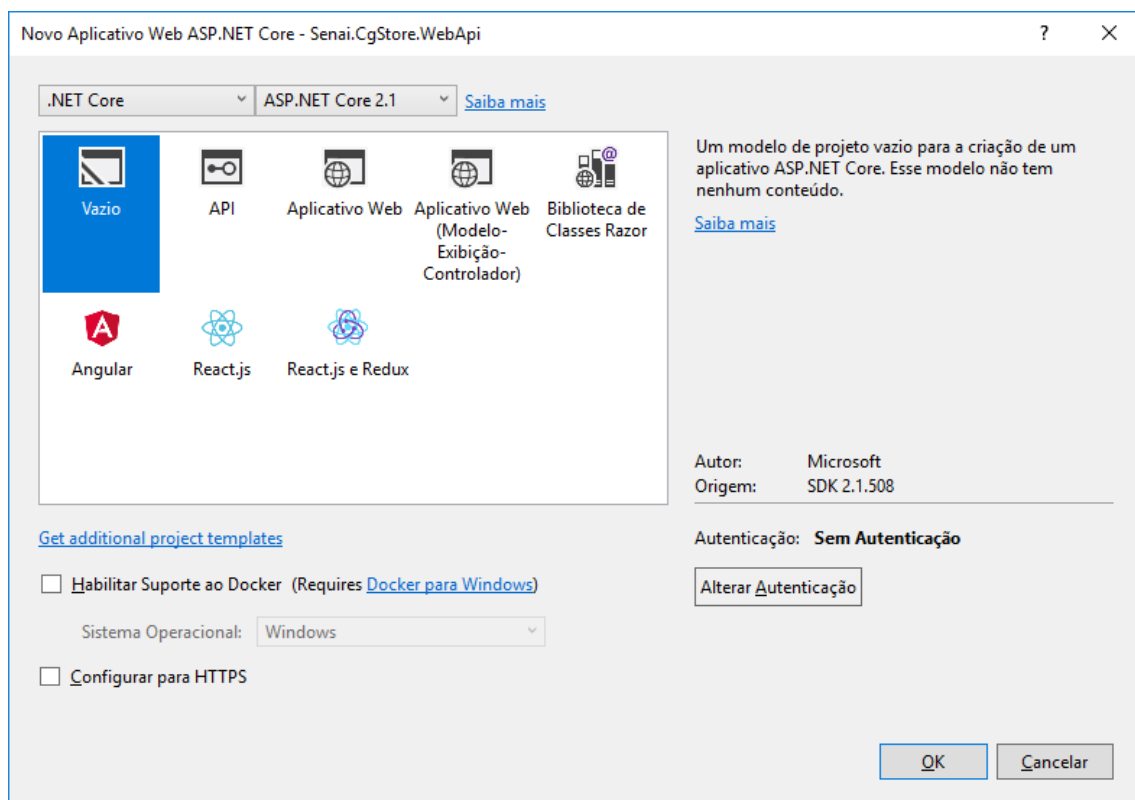 Novo Aplicativo Web ASP.NET Core - Senai.CgStore.WebApi
?
.NET Core
ASP.NET Core 2.1
Saiba mais
Vazio
API
Aplicativo Web
Aplicativo Web
(Modelo-
Exibição-
Controlador)
Biblioteca de
Classes Razor
Angular
React.js
React.js e Redux
Um modelo de projeto vazio para a criação de um
aplicativo ASP.NET Core. Esse modelo não tem
nenhum conteúdo.
Saiba mais
Autor: Microsoft
Origem: SDK 2.1.508
Get additional project templates
Habilitar Suporte ao Docker (Requires Docker para Windows)
Sistema Operacional: Windows
Configurar para HTTPS
Autenticação: Sem Autenticação
Alterar Autenticação
OK
Cancelar